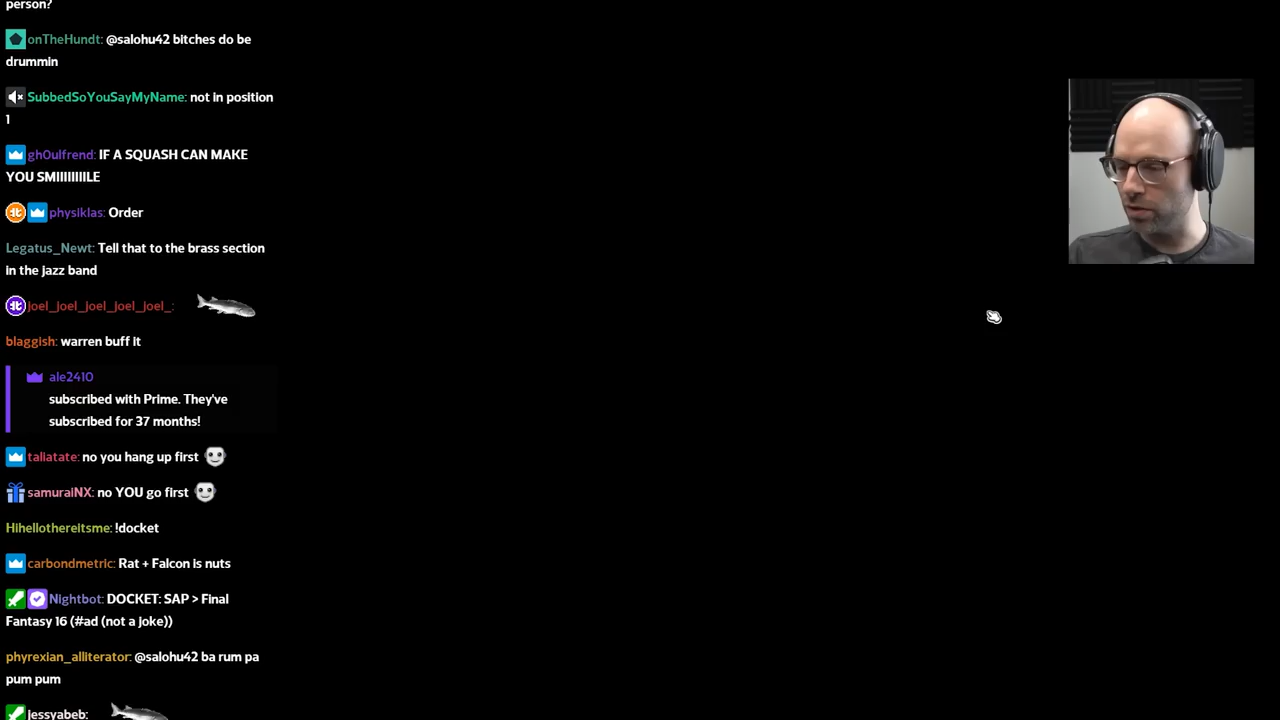 person?
onTheHundt: @salohu42 bitches do be
drummin
SubbedSoYouSayMyName: not in position
1
gh0ulfrend: IF A SQUASH CAN MAKE
YOU SMIIIIIIIILE
physiklas: Order
Legatus_Newt: Tell that to the brass section
in the jazz band
joel_joel_joel_joel_joel_:
blaggish: warren buff it
ale2410
subscribed with Prime. They've
subscribed for 37 months!
taliatate: no you hang up first
samuraiNX: no YOU go first
Hihellothereitsme: !docket
carbondmetric: Rat + Falcon is nuts
Nightbot: DOCKET: SAP > Final
Fantasy 16 (#ad (not a joke))
phyrexian_alliterator: @salohu42 ba rum pa
pum pum
Jessyabeb: